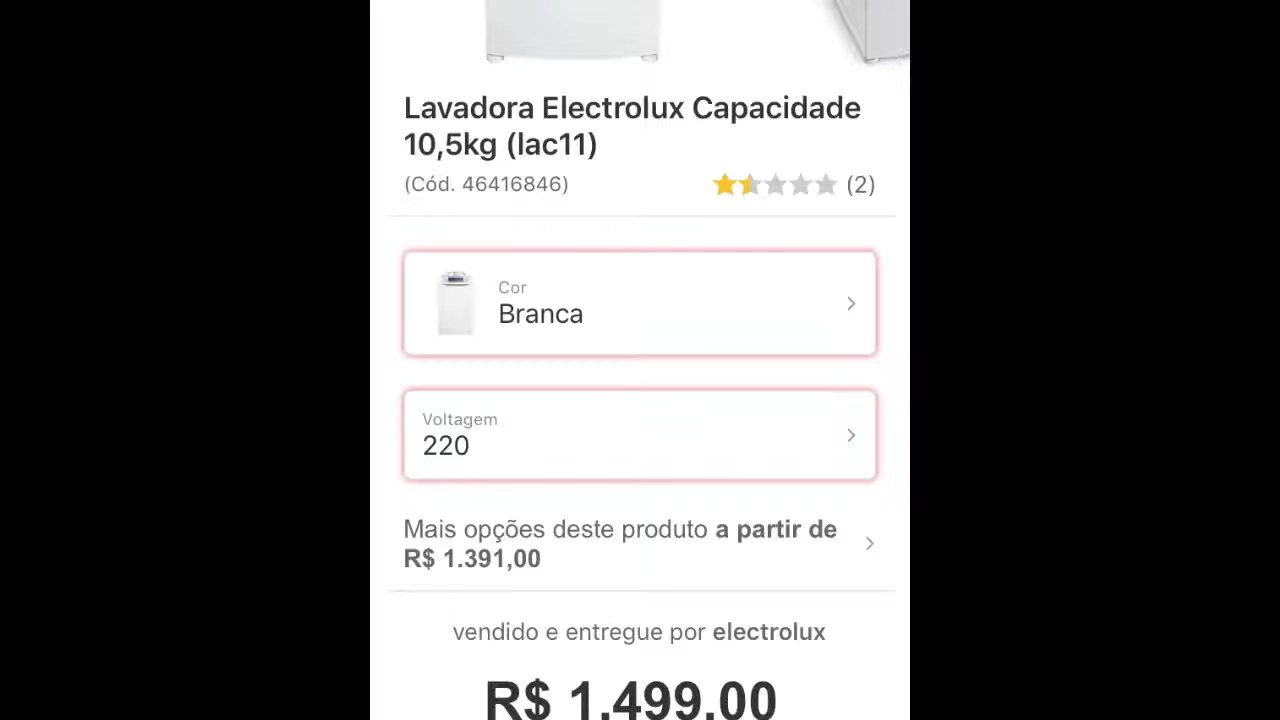 Lavadora Electrolux Capacidade
10,5kg (lac11)
(Cód. 46416846) (2)
Cor
Branca
Voltagem
220
Mais opções deste produto a partir de
R$ 1.391,00
vendido e entregue por electrolux
R$ 1.499,00